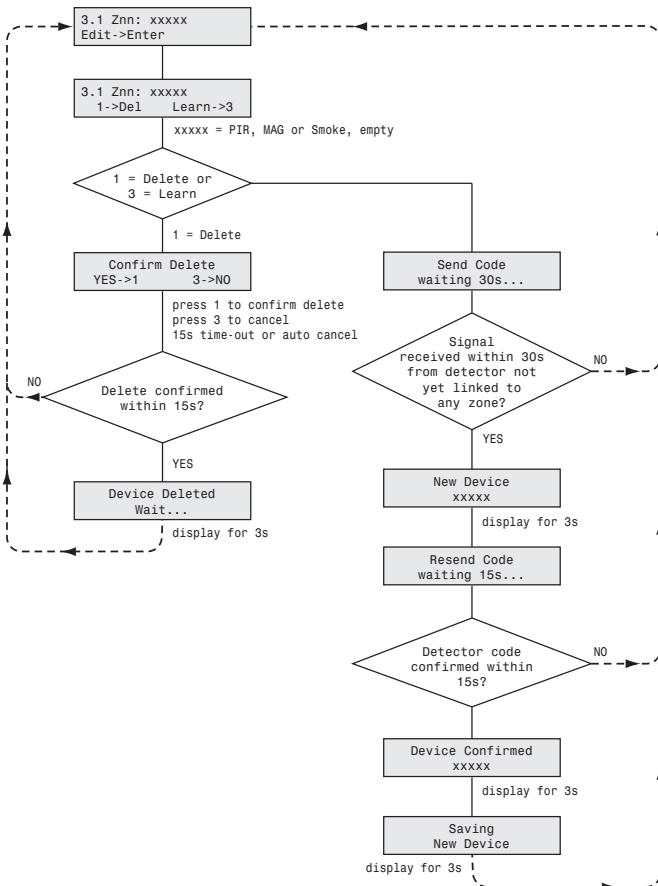 3.1 Znn: xxxxx
Edit->Enter
3.1 Znn: xxxxx
1->Del Learn->3
xxxxx = PIR, MAG or Smoke, empty
1 = Delete or
3 = Learn
1 = Delete
Confirm Delete
YES->1 3->NO
press 1 to confirm delete
press 3 to cancel
15s time-out or auto cancel
NO
Delete confirmed
within 15s?
YES
Device Deleted
Wait...
display for 3s
Send Code
waiting 30s...
Signal
received within 30s
from detector not
yet linked to
any zone?
NO
YES
New Device
xxxxx
display for 3s
Resend Code
waiting 15s...
Detector code
confirmed within
15s?
NO
Device Confirmed
xxxxx
display for 3s
Saving
New Device
display for 3s